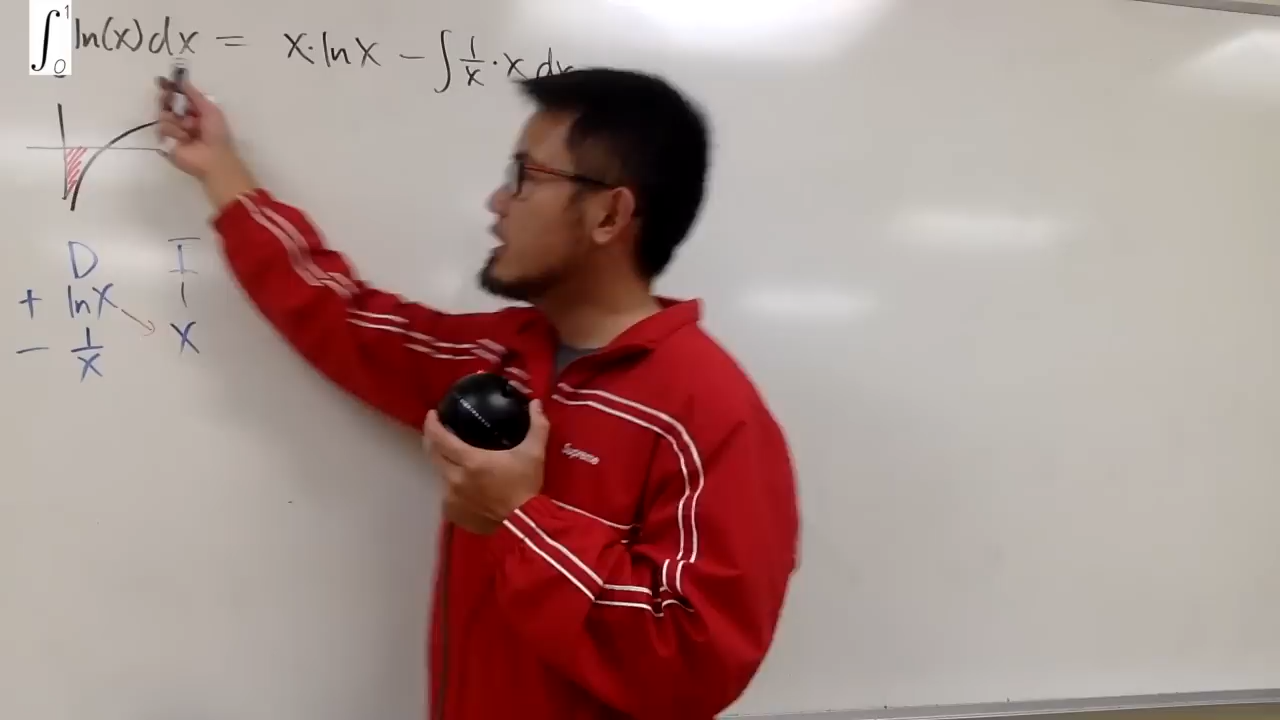 ∫₀¹ ln(x) dx = x·ln x − ∫ 1/x · x dx
D I
+ ln x 1
− 1/x x
Supreme